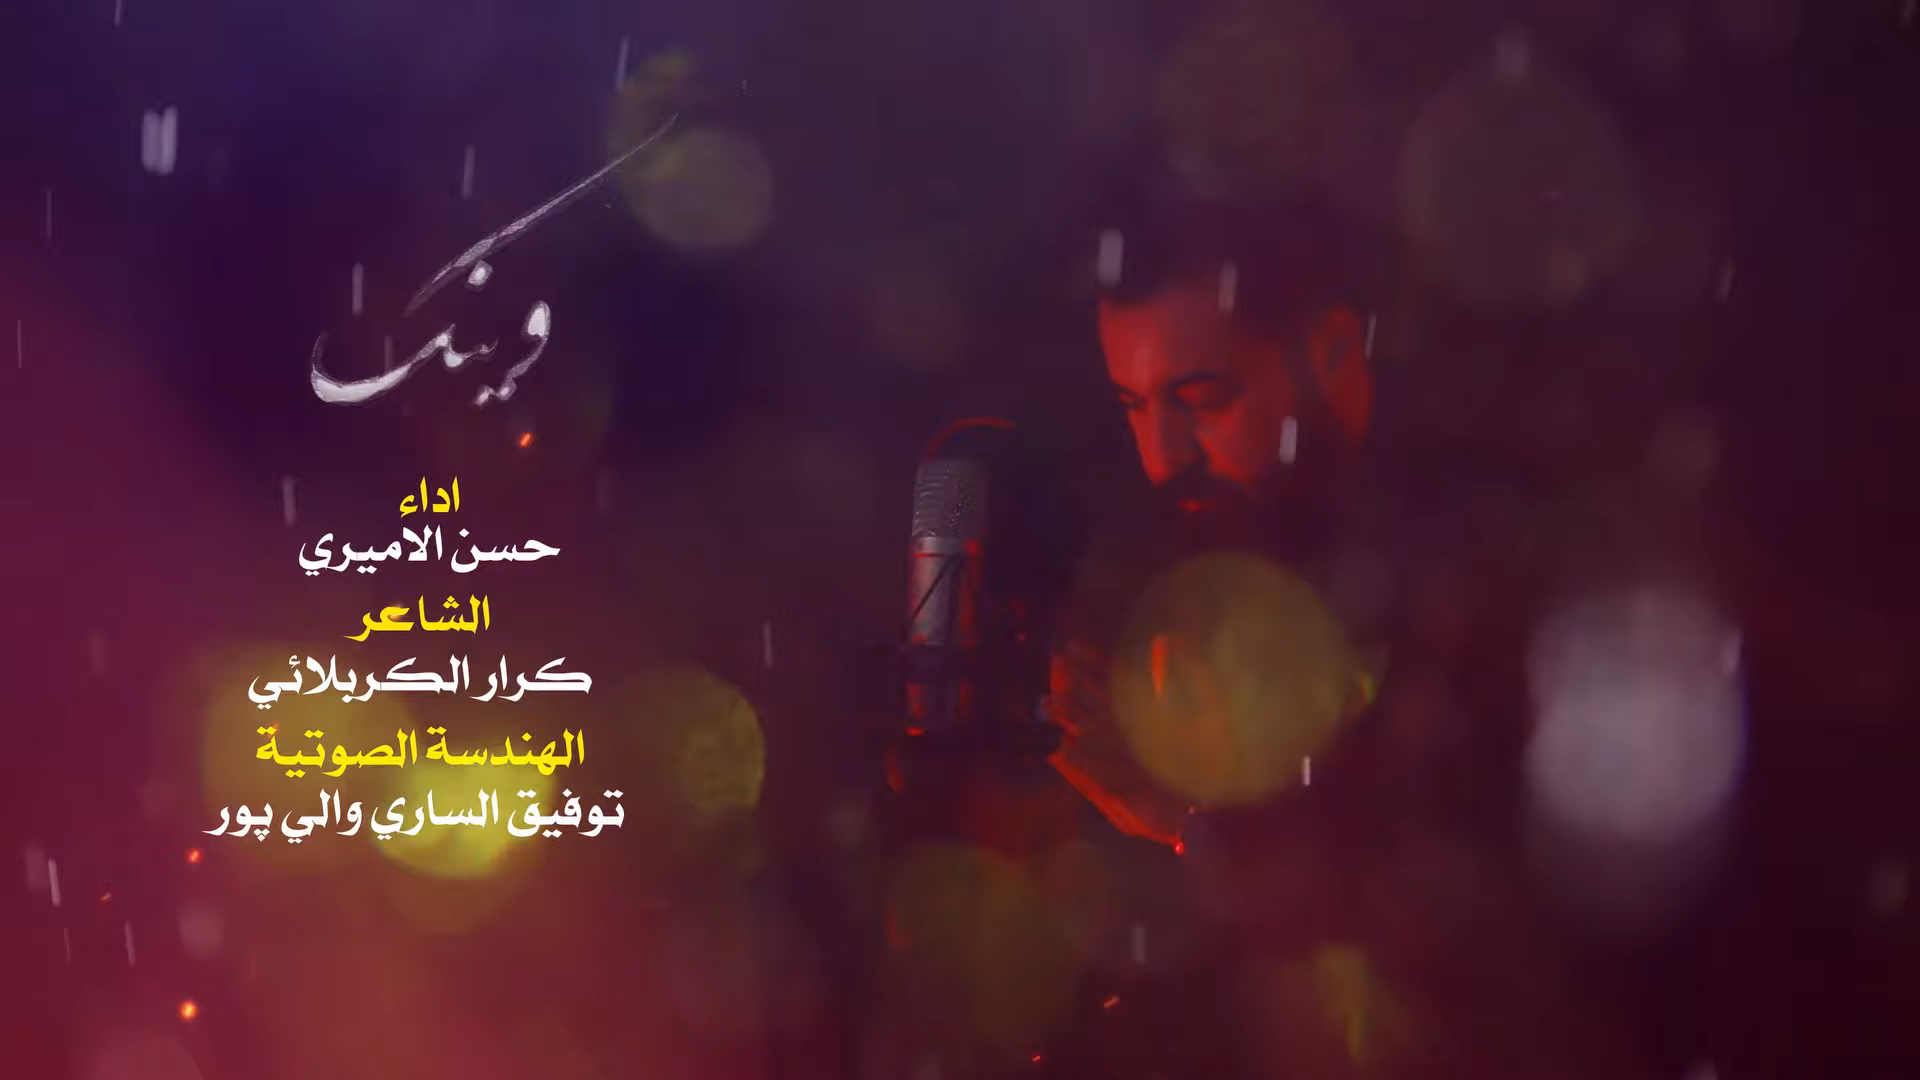 وينك
اداء
حسن الاميري
الشاعر
كرار الكربلائي
الهندسة الصوتية
توفيق الساري والي پور